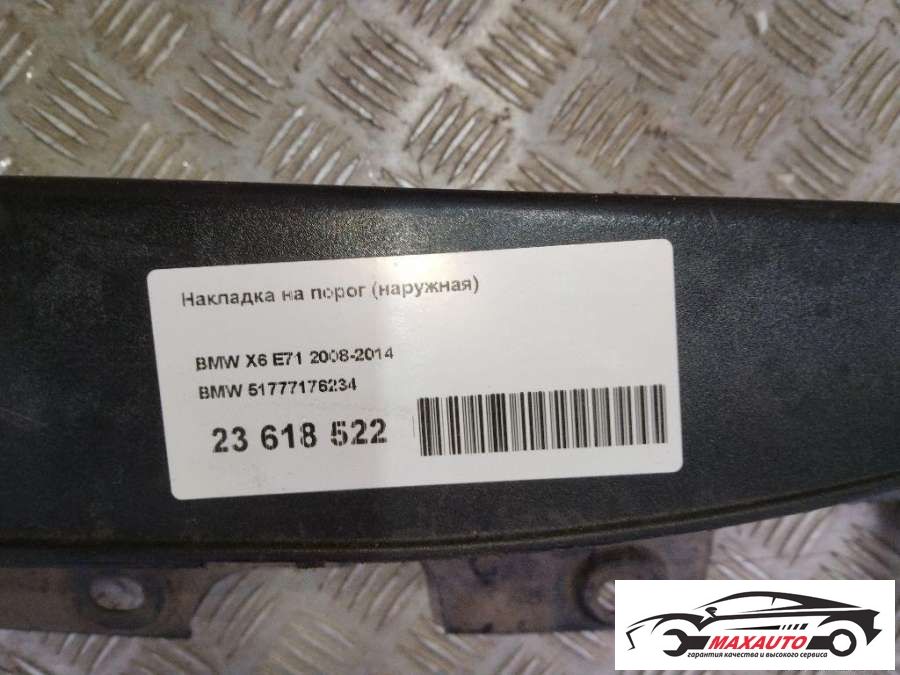 Накладка на порог (наружная)
BMW X6 E71 2008-2014
BMW 51777176234
23 618 522
MAXAUTO
гарантия качества и высокого сервиса